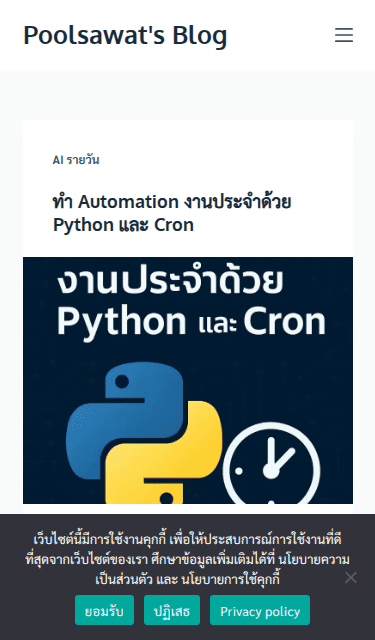 Poolsawat's Blog
AI รายวัน
ทำ Automation งานประจำด้วย
Python และ Cron
งานประจำด้วย
Python และ Cron
เว็บไซต์นี้มีการใช้งานคุกกี้ เพื่อให้ประสบการณ์การใช้งานที่ดี
ที่สุดจากเว็บไซต์ของเรา ศึกษาข้อมูลเพิ่มเติมได้ที่ นโยบายความ
เป็นส่วนตัว และ นโยบายการใช้คุกกี้
ยอมรับ ปฏิเสธ Privacy policy